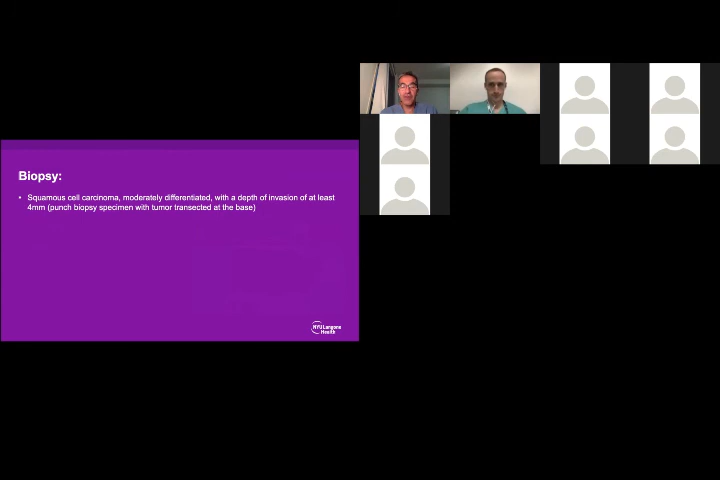 Biopsy:
• Squamous cell carcinoma, moderately differentiated, with a depth of invasion of at least
4mm (punch biopsy specimen with tumor transected at the base)
NYU Langone
Health